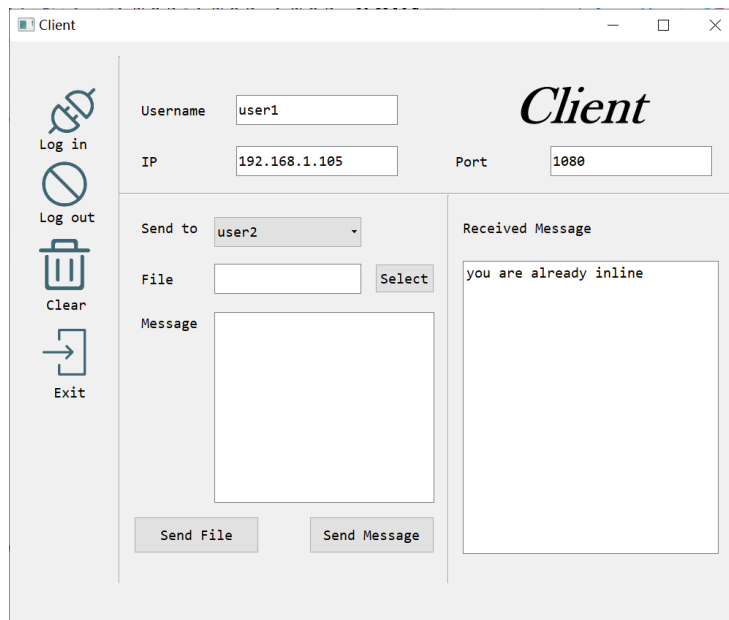 Client
Client
Username user1
IP 192.168.1.105 Port 1080
Log in
Log out
Clear
Exit
Send to user2
File Select
Message
Send File Send Message
Received Message
you are already inline